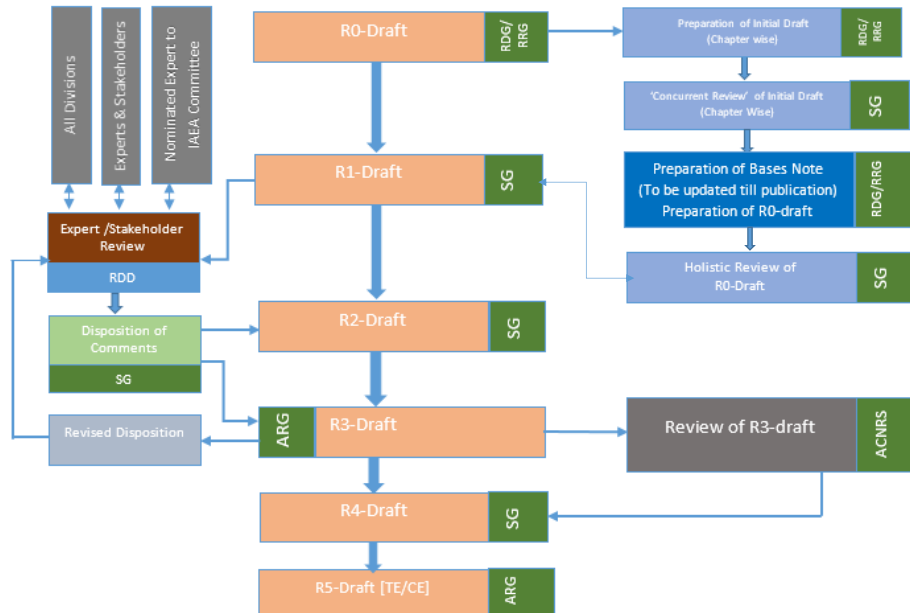 All Divisions
Experts & Stakeholders
Nominated Expert to
IAEA Committee
R0-Draft
RDG/
RRG
Preparation of Initial Draft
(Chapter wise)
RDG/
RRG
'Concurrent Review' of Initial Draft
(Chapter Wise)
SG
R1-Draft
SG
Preparation of Bases Note
(To be updated till publication)
Preparation of R0-draft
RDG/RRG
Expert /Stakeholder
Review
RDD
Holistic Review of
R0-Draft
SG
Disposition of
Comments
SG
R2-Draft
SG
Revised Disposition
ARG
R3-Draft
Review of R3-draft
ACNRS
R4-Draft
SG
R5-Draft [TE/CE]
ARG